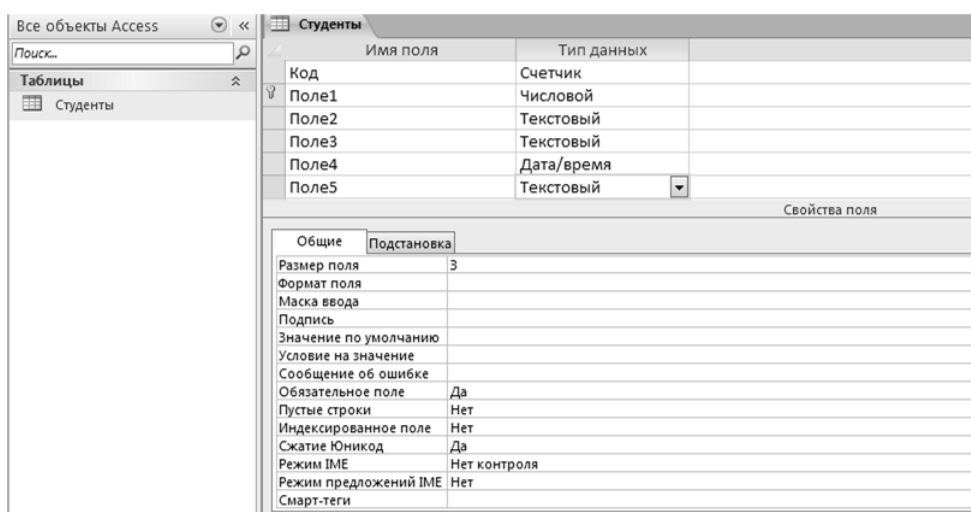 Все объекты Access
Поиск...
Таблицы
Студенты
Студенты
Имя поля Тип данных
Код Счетчик
Поле1 Числовой
Поле2 Текстовый
Поле3 Текстовый
Поле4 Дата/время
Поле5 Текстовый
Свойства поля
Общие Подстановка
Размер поля 3
Формат поля
Маска ввода
Подпись
Значение по умолчанию
Условие на значение
Сообщение об ошибке
Обязательное поле Да
Пустые строки Нет
Индексированное поле Нет
Сжатие Юникод Да
Режим IME Нет контроля
Режим предложений IME Нет
Смарт-теги